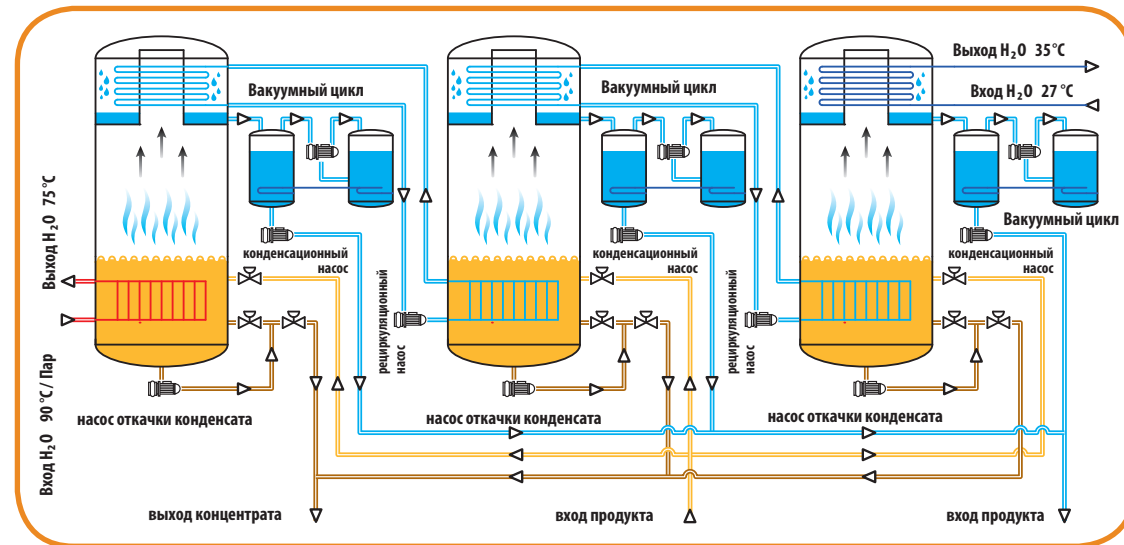 Выход H₂O 35°C
Вход H₂O 27 °C
Вакуумный цикл
Вакуумный цикл
Вакуумный цикл
Выход H₂O 75°C
Вход H₂O 90 °C / Пар
конденсационный
насос
конденсационный
насос
конденсационный
насос
рециркуляционный
насос
рециркуляционный
насос
насос откачки конденсата
насос откачки конденсата
насос откачки конденсата
выход концентрата
вход продукта
вход продукта